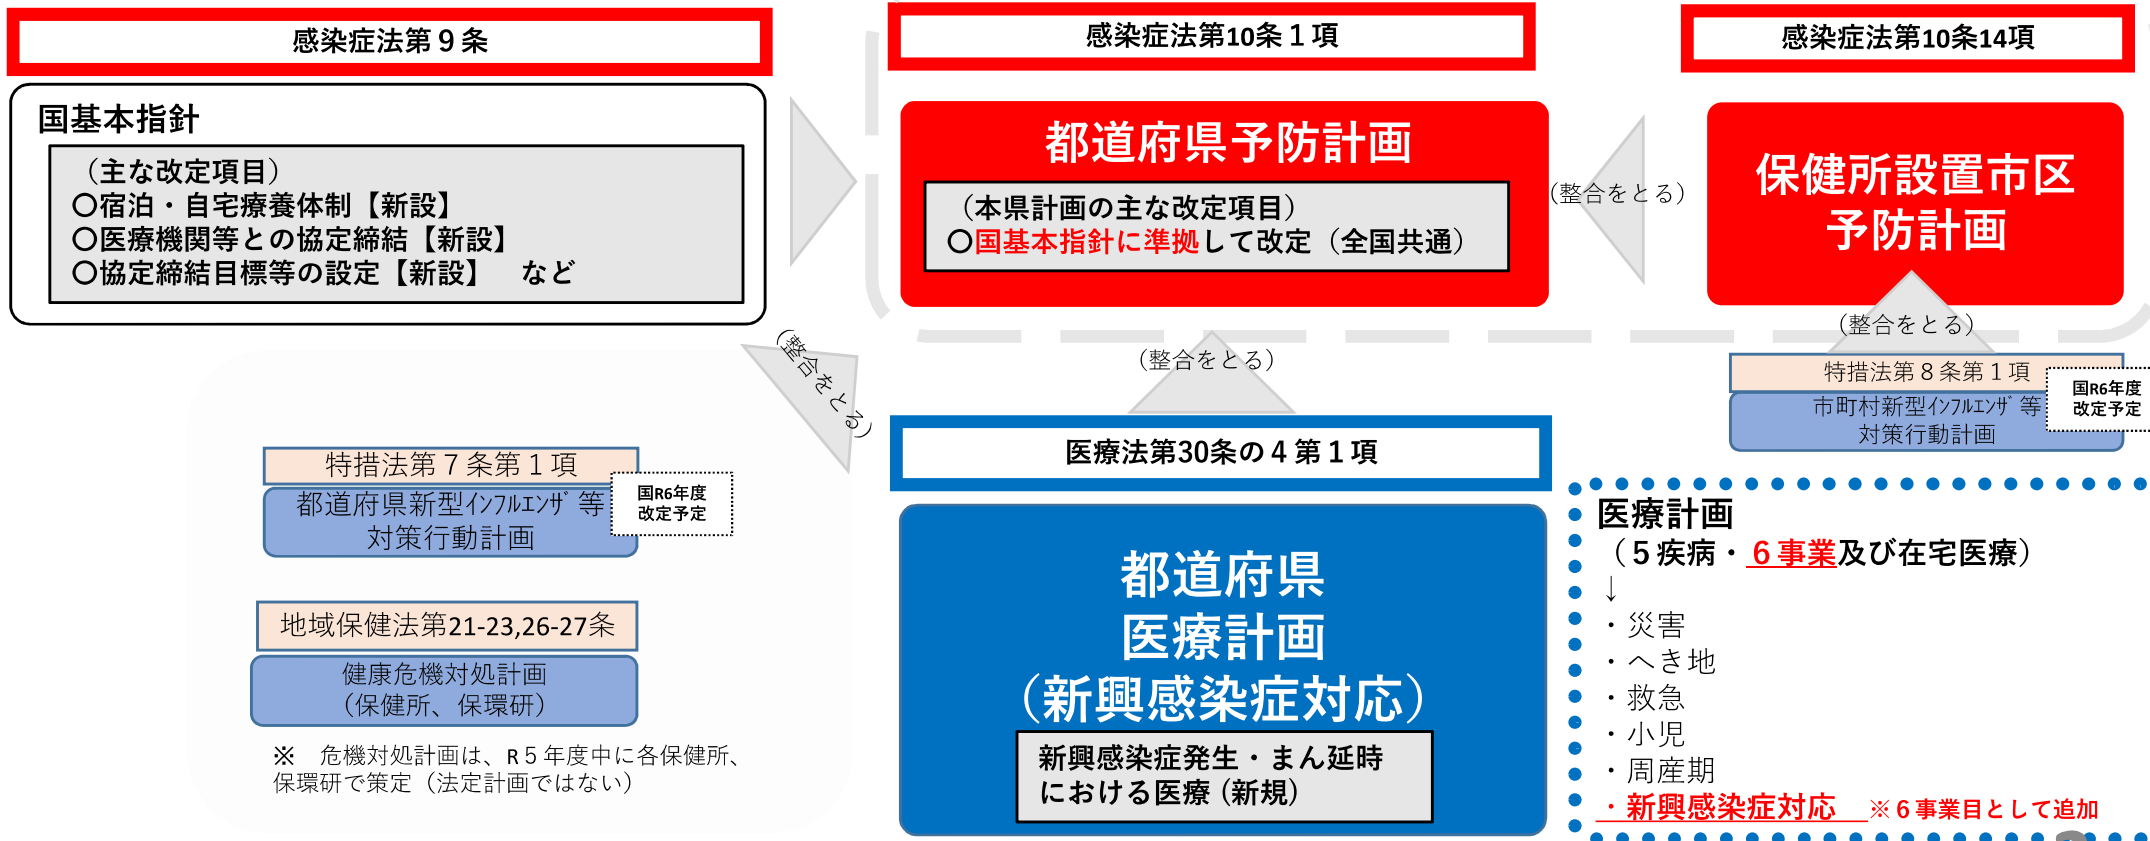 感染症法第９条
国基本指針
（主な改定項目）
〇宿泊・自宅療養体制【新設】
〇医療機関等との協定締結【新設】
〇協定締結目標等の設定【新設】　など
感染症法第10条１項
都道府県予防計画
（本県計画の主な改定項目）
〇国基本指針に準拠して改定（全国共通）
（整合をとる）
感染症法第10条14項
保健所設置市区
予防計画
（整合をとる）
特措法第８条第１項
市町村新型ｲﾝﾌﾙｴﾝｻﾞ等
対策行動計画
国R6年度
改定予定
（整合をとる）
（整合をとる）
特措法第７条第１項
都道府県新型ｲﾝﾌﾙｴﾝｻﾞ等
対策行動計画
国R6年度
改定予定
地域保健法第21-23,26-27条
健康危機対処計画
（保健所、保環研）
※　危機対処計画は、R５年度中に各保健所、
保環研で策定（法定計画ではない）
医療法第30条の４第１項
都道府県
医療計画
（新興感染症対応）
新興感染症発生・まん延時
における医療（新規）
医療計画
（５疾病・６事業及び在宅医療）
↓
・災害
・へき地
・救急
・小児
・周産期
・新興感染症対応　※６事業目として追加